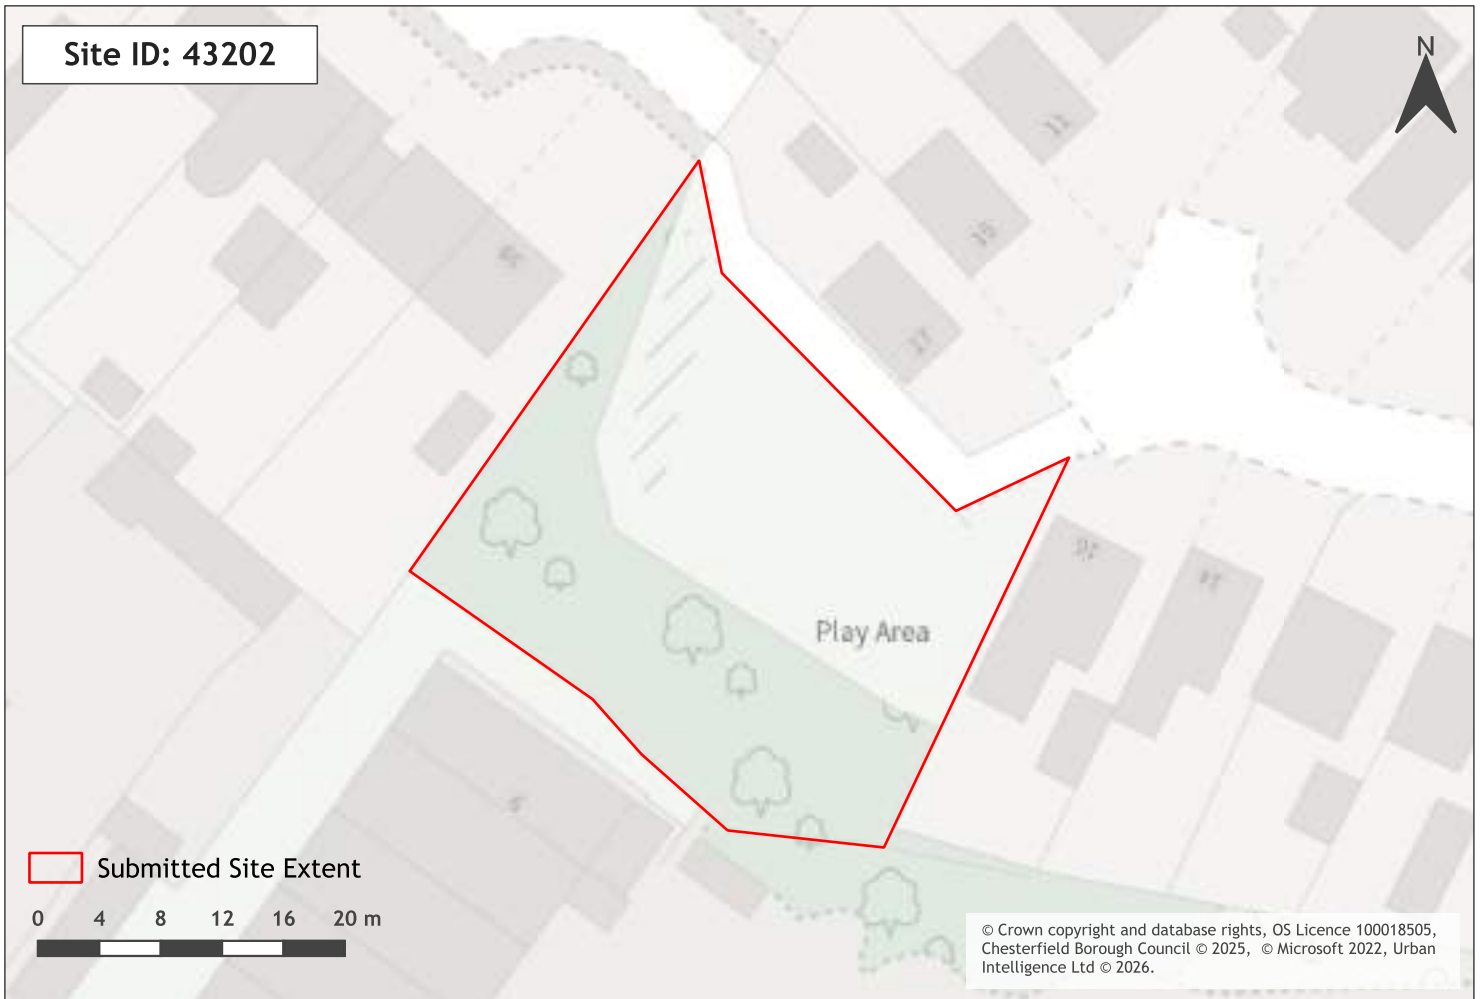 Site ID: 43202
N
Play Area
Submitted Site Extent
0 4 8 12 16 20 m
© Crown copyright and database rights, OS Licence 100018505,
Chesterfield Borough Council © 2025, © Microsoft 2022, Urban
Intelligence Ltd © 2026.